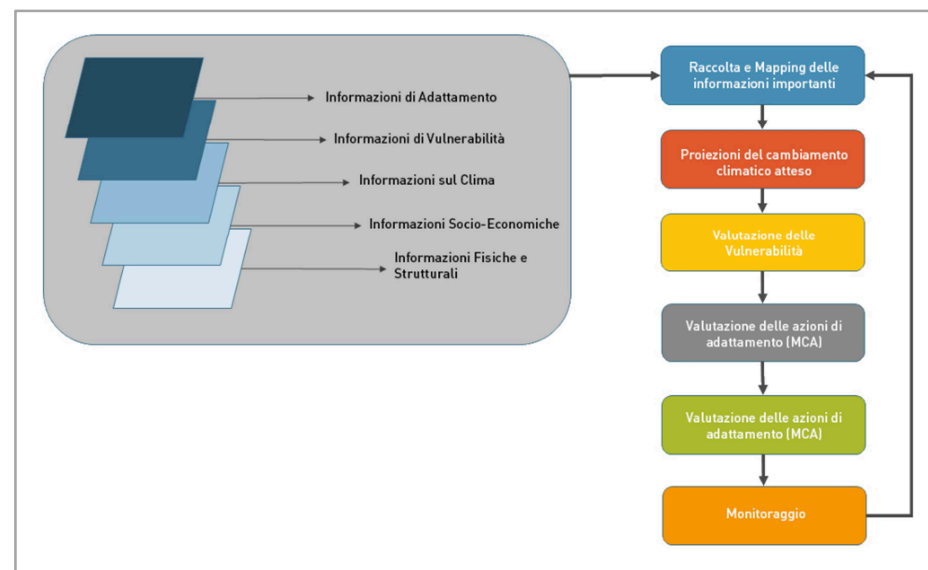 Informazioni di Adattamento
Informazioni di Vulnerabilità
Informazioni sul Clima
Informazioni Socio-Economiche
Informazioni Fisiche e
Strutturali
Raccolta e Mapping delle
informazioni importanti
Proiezioni del cambiamento
climatico atteso
Valutazione delle
Vulnerabilità
Valutazione delle azioni di
adattamento (MCA)
Valutazione delle azioni di
adattamento (MCA)
Monitoraggio